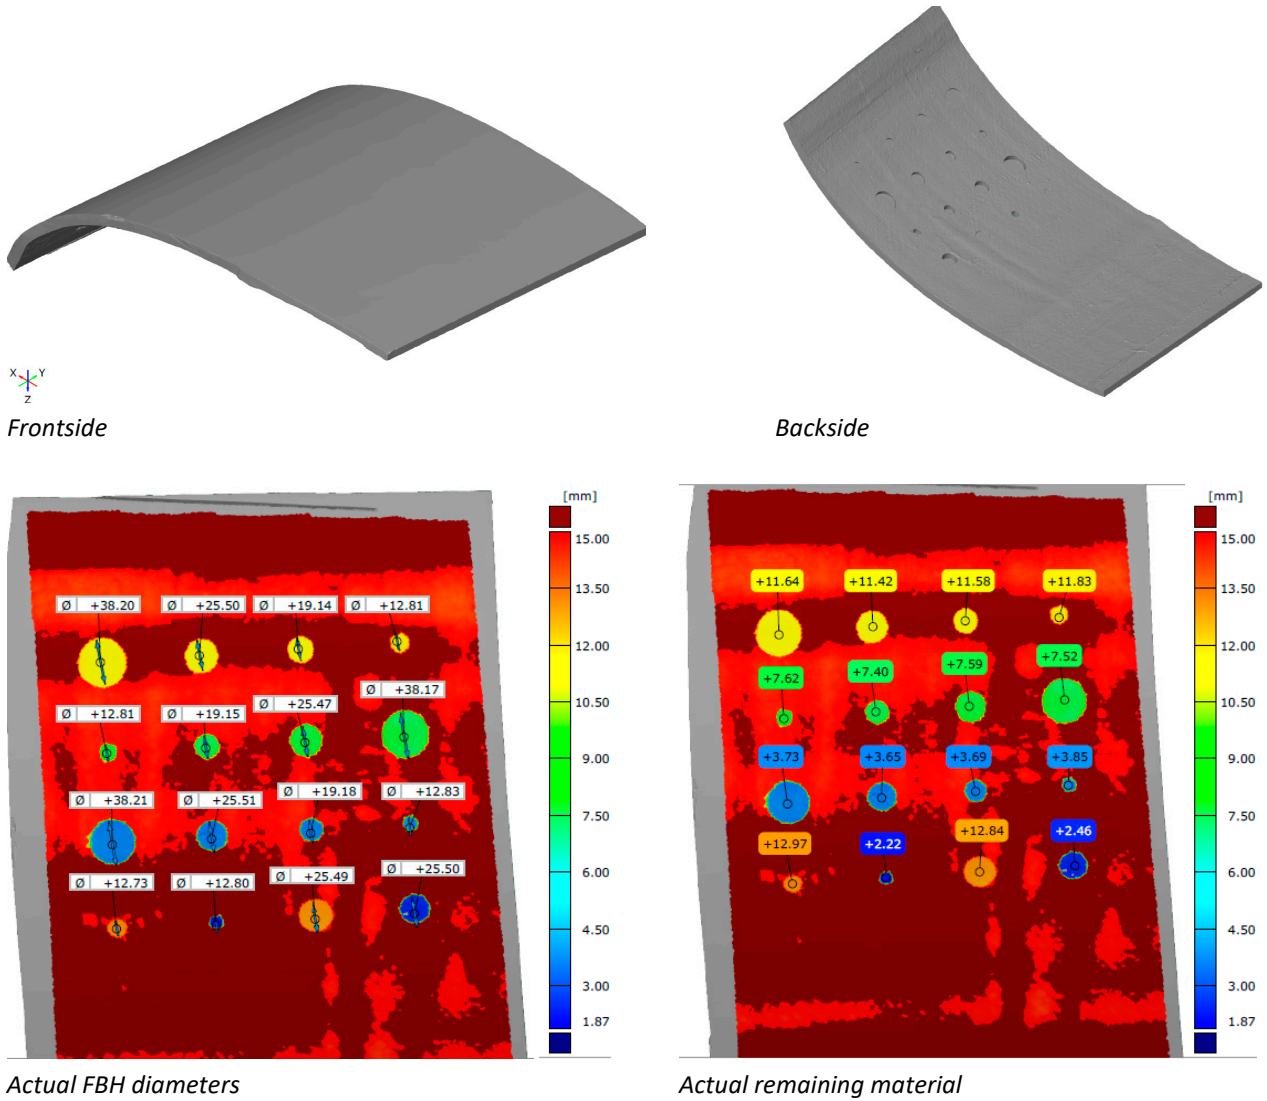 X Y
Z
Frontside
Backside
[mm]
15.00
13.50
12.00
10.50
9.00
7.50
6.00
4.50
3.00
1.87
Ø +38.20
Ø +25.50
Ø +19.14
Ø +12.81
Ø +12.81
Ø +19.15
Ø +25.47
Ø +38.17
Ø +38.21
Ø +25.51
Ø +19.18
Ø +12.83
Ø +12.73
Ø +12.80
Ø +25.49
Ø +25.50
Actual FBH diameters
[mm]
15.00
13.50
12.00
10.50
9.00
7.50
6.00
4.50
3.00
1.87
+11.64
+11.42
+11.58
+11.83
+7.62
+7.40
+7.59
+7.52
+3.73
+3.65
+3.69
+3.85
+12.97
+2.22
+12.84
+2.46
Actual remaining material